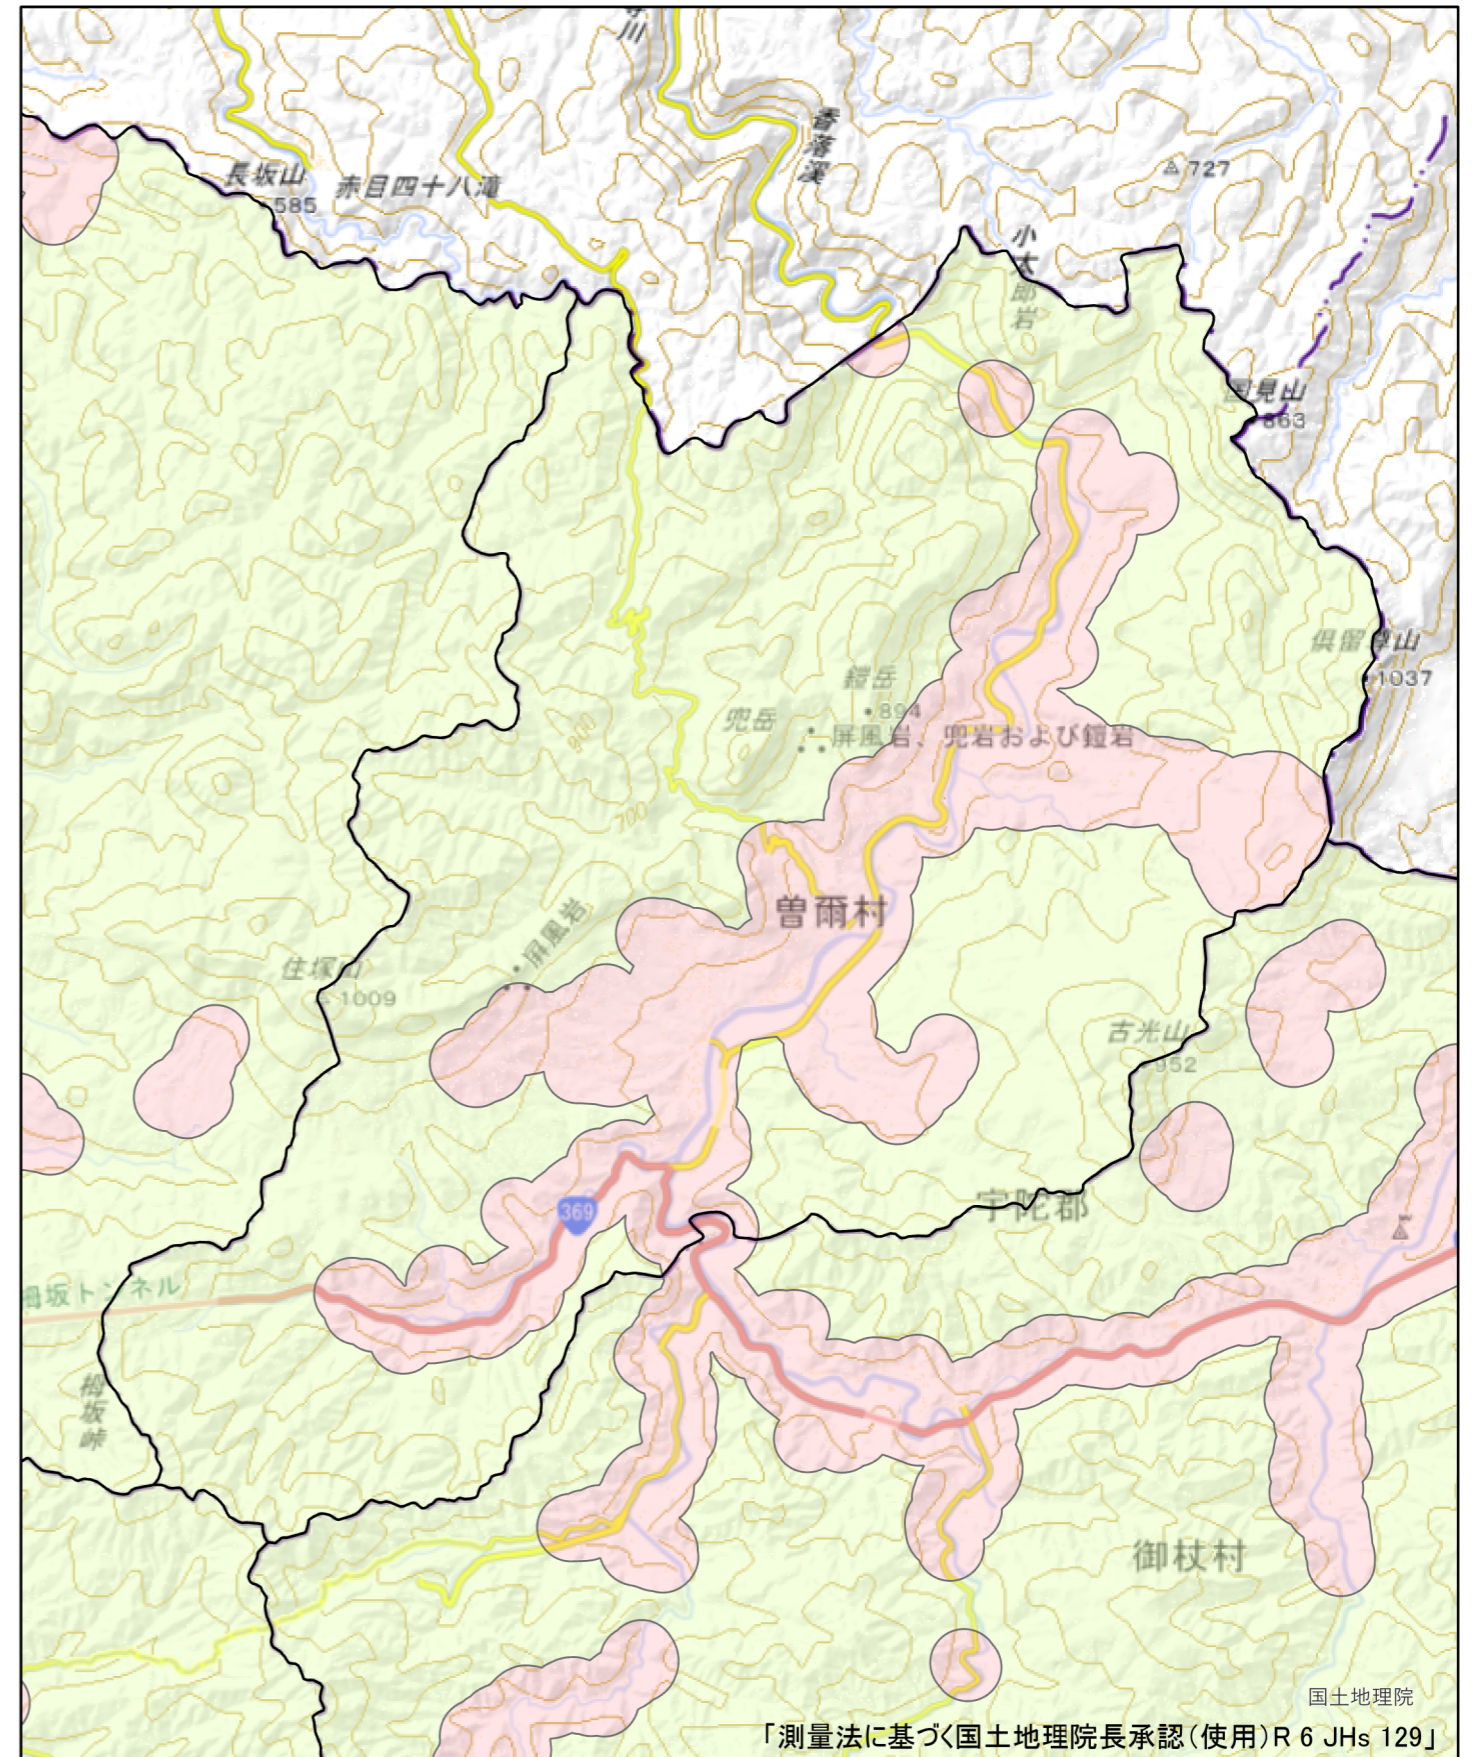 香落渓
727
長坂山
585
赤目四十八滝
小太郎岩
国見山
863
倶留尊山
1037
鎧岳
894
兜岳
屏風岩、兜岩および鎧岩
900
700
曽爾村
屏風岩
住塚山
1009
古光山
952
宇陀郡
369
栂坂トンネル
栂坂峠
御杖村
国土地理院
「測量法に基づく国土地理院長承認(使用)R 6 JHs 129」